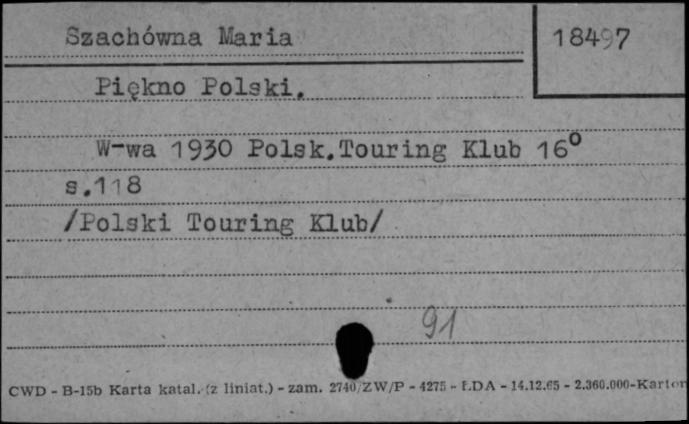 Szachówna Maria
18497
Piękno Polski.
W-wa 1930 Polsk.Touring Klub 16°
s.118
/Polski Touring Klub/
91
CWD - B-15b Karta katal. (z liniat.) - zam. 2740/ZW/P - 4275 - ŁDA - 14.12.65 - 2.360.000-Karton